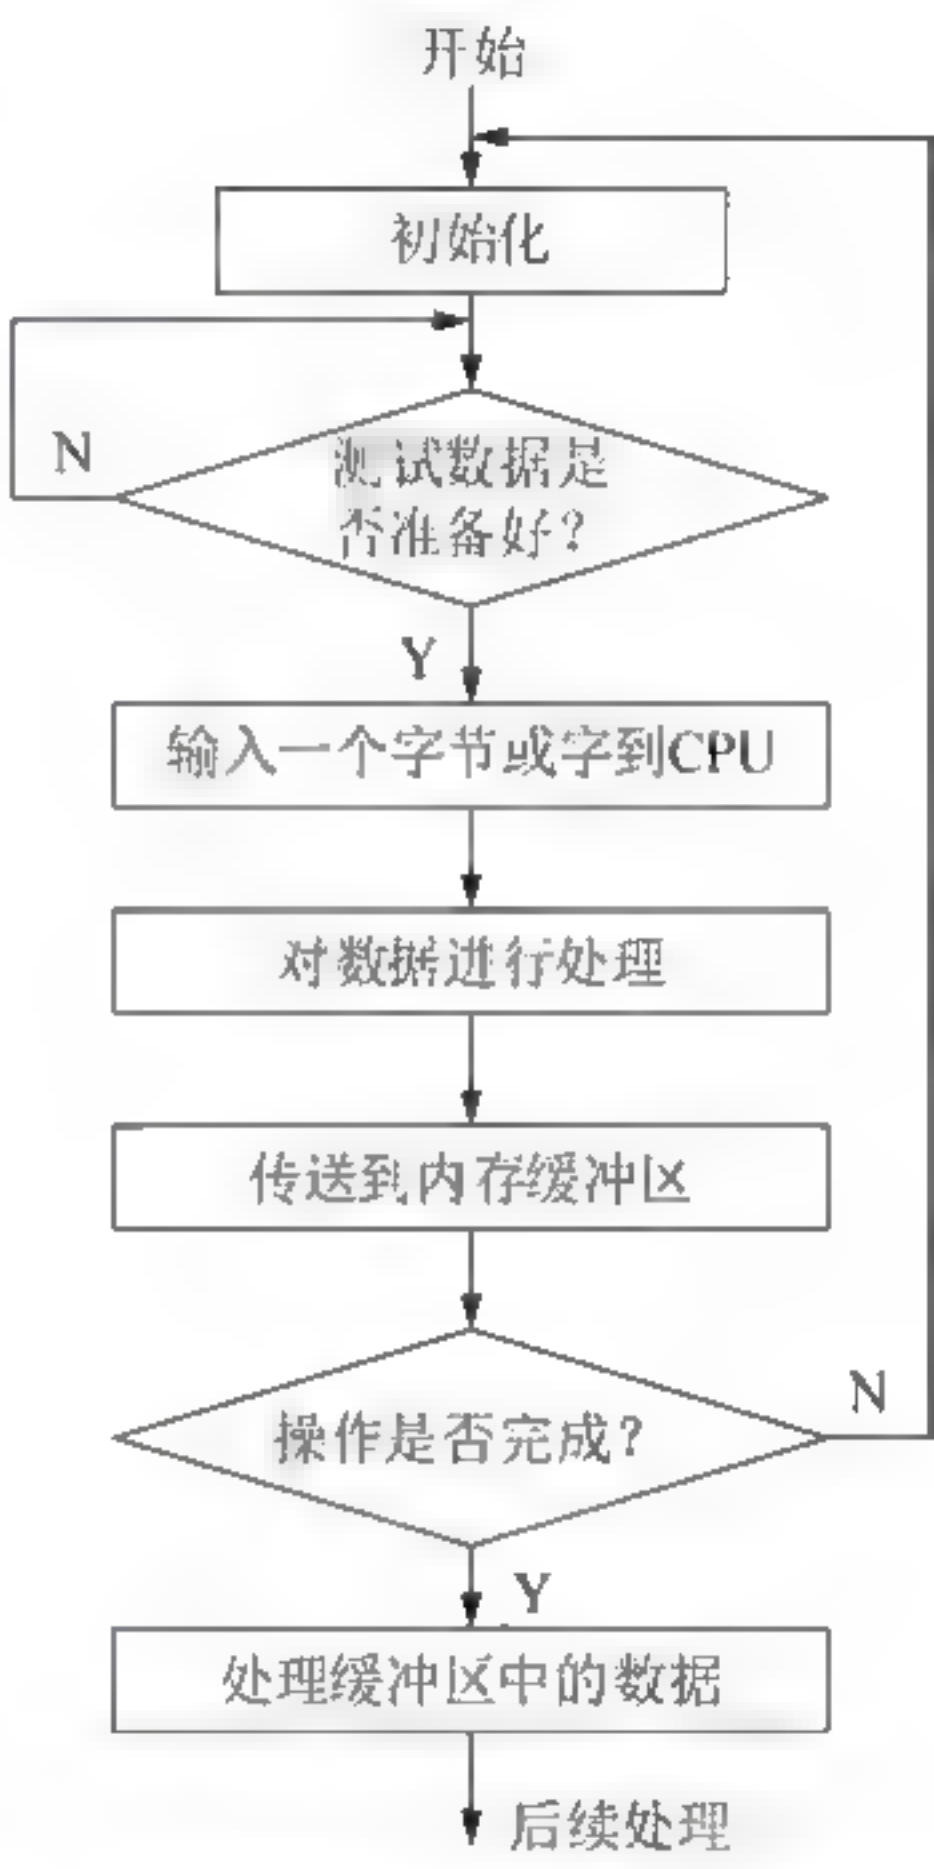 开始
初始化
N
测试数据是
否准备好?
Y
输入一个字节或字到CPU
对数据进行处理
传送到内存缓冲区
N
操作是否完成?
Y
处理缓冲区中的数据
后续处理